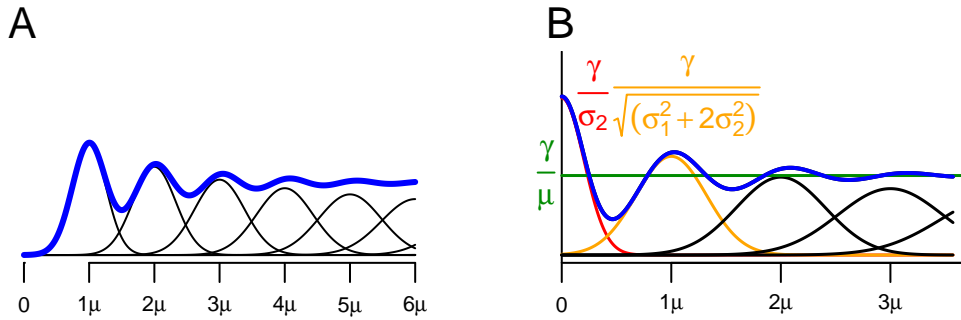 A
0 1μ 2μ 3μ 4μ 5μ 6μ
B
γ/σ₂
γ/√(σ₁² + 2σ₂²)
γ/μ
0 1μ 2μ 3μ